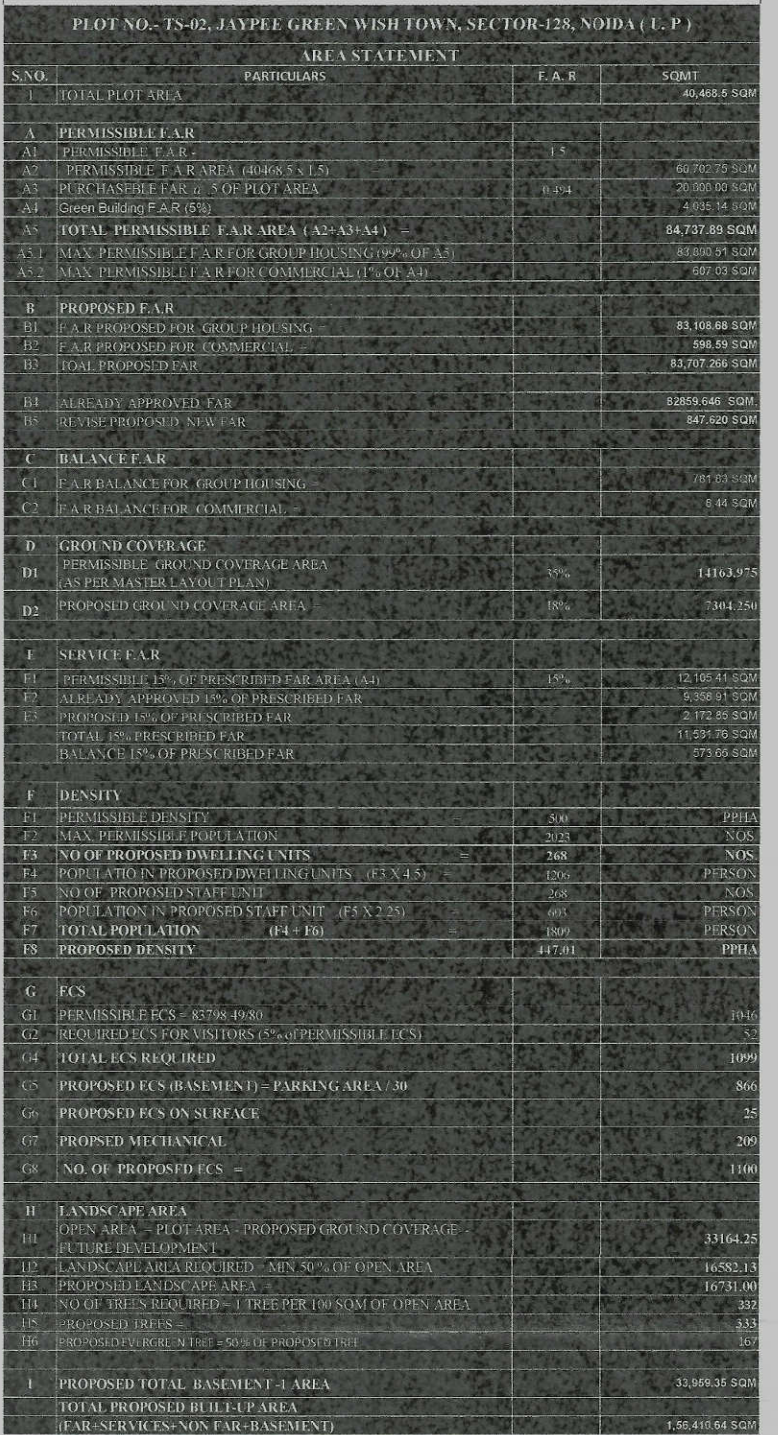 PLOT NO.- TS-02, JAYPEE GREEN WISH TOWN, SECTOR-128, NOIDA ( U. P )
AREA STATEMENT
S.NO. PARTICULARS F. A. R SQMT
1 TOTAL PLOT AREA 40,468.5 SQM
A PERMISSIBLE F.A.R
A1 PERMISSIBLE F.A.R - 1.5
A2 PERMISSIBLE F A R AREA (40468.5 x 1.5) = 60,702.75 SQM
A3 PURCHASEBLE FAR @ .5 OF PLOT AREA 0.494 20,000.00 SQM
A4 Green Building F.A.R (5%) 4,035.14 SQM
A5 TOTAL PERMISSIBLE F.A.R AREA ( A2+A3+A4 ) = 84,737.89 SQM
A5.1 MAX. PERMISSIBLE F.A.R FOR GROUP HOUSING (99% OF A5) 83,890.51 SQM
A5.2 MAX. PERMISSIBLE F.A.R FOR COMMERCIAL (1% OF A4) 607.03 SQM
B PROPOSED F.A.R
B1 F.A.R PROPOSED FOR GROUP HOUSING = 83,108.68 SQM
B2 F.A.R PROPOSED FOR COMMERCIAL = 598.59 SQM
B3 TOAL PROPOSED FAR 83,707.266 SQM
B4 ALREADY APPROVED FAR 82859.646 SQM.
B5 REVISE PROPOSED NEW FAR 847.620 SQM
C BALANCE F.A.R
C1 F.A.R BALANCE FOR GROUP HOUSING = 781.83 SQM
C2 F.A.R BALANCE FOR COMMERCIAL = 8.44 SQM
D GROUND COVERAGE
D1 PERMISSIBLE GROUND COVERAGE AREA
(AS PER MASTER LAYOUT PLAN) 35% 14163.975
D2 PROPOSED GROUND COVERAGE AREA = 18% 7304.250
E SERVICE F.A.R
E1 PERMISSIBLE 15% OF PRESCRIBED FAR AREA (A4) 15% 12,105.41 SQM
E2 ALREADY APPROVED 15% OF PRESCRIBED FAR 9,358.91 SQM
E3 PROPOSED 15% OF PRESCRIBED FAR 2,172.85 SQM
TOTAL 15% PRESCRIBED FAR 11,531.76 SQM
BALANCE 15% OF PRESCRIBED FAR 573.65 SQM
F DENSITY
F1 PERMISSIBLE DENSITY 500 PPHA
F2 MAX. PERMISSIBLE POPULATION 2023 NOS.
F3 NO OF PROPOSED DWELLING UNITS = 268 NOS.
F4 POPULATIO IN PROPOSED DWELLING UNITS (F3 X 4.5) = 1206 PERSON
F5 NO OF PROPOSED STAFF UNIT 268 NOS.
F6 POPULATION IN PROPOSED STAFF UNIT (F5 X 2.25) = 603 PERSON
F7 TOTAL POPULATION (F4 + F6) = 1809 PERSON
F8 PROPOSED DENSITY 447.01 PPHA
G ECS
G1 PERMISSIBLE ECS = 83798.49/80 1046
G2 REQUIRED ECS FOR VISITORS (5% of PERMISSIBLE ECS) 52
G4 TOTAL ECS REQUIRED 1099
G5 PROPOSED ECS (BASEMENT) = PARKING AREA / 30 866
G6 PROPOSED ECS ON SURFACE 25
G7 PROPSED MECHANICAL 209
G8 NO. OF PROPOSED ECS = 1100
H LANDSCAPE AREA
H1 OPEN AREA = PLOT AREA - PROPOSED GROUND COVERAGE -
FUTURE DEVELOPMENT 33164.25
H2 LANDSCAPE AREA REQUIRED = MIN 50 % OF OPEN AREA 16582.13
H3 PROPOSED LANDSCAPE AREA = 16731.00
H4 NO OF TREES REQUIRED = 1 TREE PER 100 SQM OF OPEN AREA 332
H5 PROPOSED TREES = 333
H6 PROPOSED EVERGREEN TREE = 50 % OF PROPOSED TREE 167
I PROPOSED TOTAL BASEMENT -1 AREA 33,959.35 SQM
TOTAL PROPOSED BUILT-UP AREA
(FAR+SERVICES+NON FAR+BASEMENT) 1,56,410.64 SQM